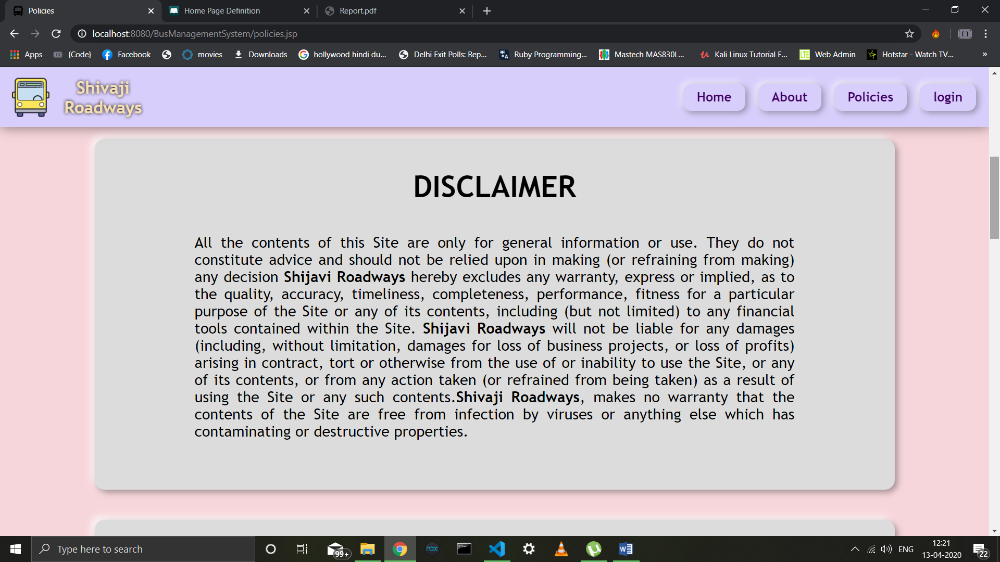 Policies
Home Page Definition
Report.pdf
localhost:8080/BusManagementSystem/policies.jsp
Apps
{Code}
Facebook
movies
Downloads
hollywood hindi du...
Delhi Exit Polls: Rep...
Ruby Programming...
Mastech MAS830L...
Kali Linux Tutorial F...
LTE Web Admin
Hotstar - Watch TV...
»
Shivaji
Roadways
Home
About
Policies
login
DISCLAIMER
All the contents of this Site are only for general information or use. They do not
constitute advice and should not be relied upon in making (or refraining from making)
any decision Shijavi Roadways hereby excludes any warranty, express or implied, as to
the quality, accuracy, timeliness, completeness, performance, fitness for a particular
purpose of the Site or any of its contents, including (but not limited) to any financial
tools contained within the Site. Shijavi Roadways will not be liable for any damages
(including, without limitation, damages for loss of business projects, or loss of profits)
arising in contract, tort or otherwise from the use of or inability to use the Site, or any
of its contents, or from any action taken (or refrained from being taken) as a result of
using the Site or any such contents.Shivaji Roadways, makes no warranty that the
contents of the Site are free from infection by viruses or anything else which has
contaminating or destructive properties.
Type here to search
99+
nox
ENG
12:21
13-04-2020
22